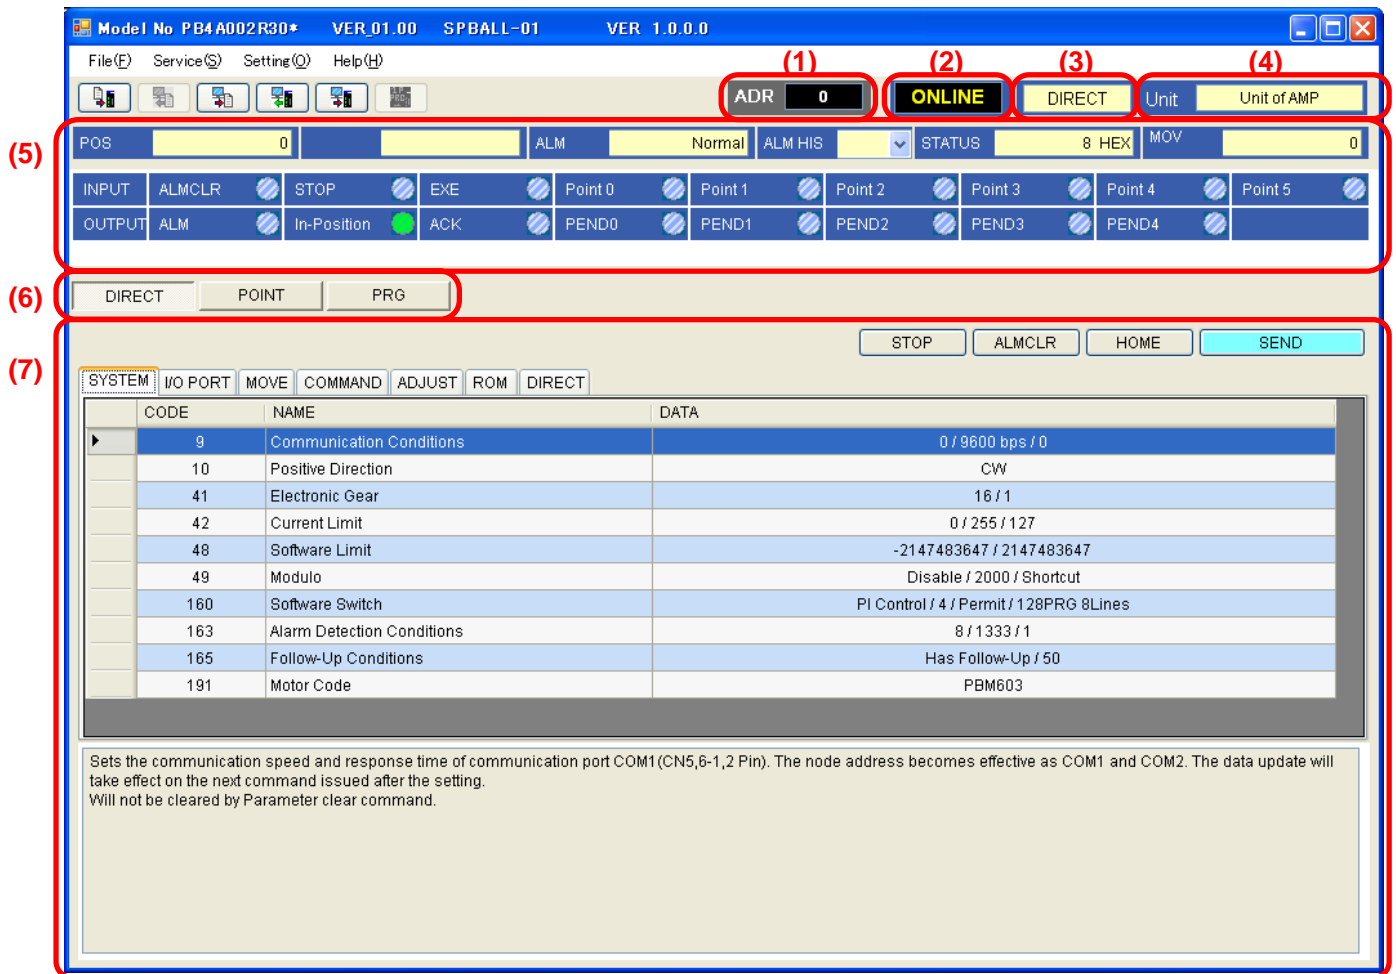 Model No PB4A002R30* VER_01.00 SPBALL-01 VER 1.0.0.0
File(F) Service(S) Setting(O) Help(H)
(1) (2) (3) (4)
ADR 0 ONLINE DIRECT Unit Unit of AMP
(5)
POS 0 ALM Normal ALM HIS STATUS 8 HEX MOV 0
INPUT ALMCLR STOP EXE Point 0 Point 1 Point 2 Point 3 Point 4 Point 5
OUTPUT ALM In-Position ACK PEND0 PEND1 PEND2 PEND3 PEND4
(6)
DIRECT POINT PRG
(7)
STOP ALMCLR HOME SEND
SYSTEM I/O PORT MOVE COMMAND ADJUST ROM DIRECT
CODE NAME DATA
9 Communication Conditions 0 / 9600 bps / 0
10 Positive Direction CW
41 Electronic Gear 16 / 1
42 Current Limit 0 / 255 / 127
48 Software Limit -2147483647 / 2147483647
49 Modulo Disable / 2000 / Shortcut
160 Software Switch PI Control / 4 / Permit / 128PRG 8Lines
163 Alarm Detection Conditions 8 / 1333 / 1
165 Follow-Up Conditions Has Follow-Up / 50
191 Motor Code PBM603
Sets the communication speed and response time of communication port COM1(CN5,6-1,2 Pin). The node address becomes effective as COM1 and COM2. The data update will
take effect on the next command issued after the setting.
Will not be cleared by Parameter clear command.